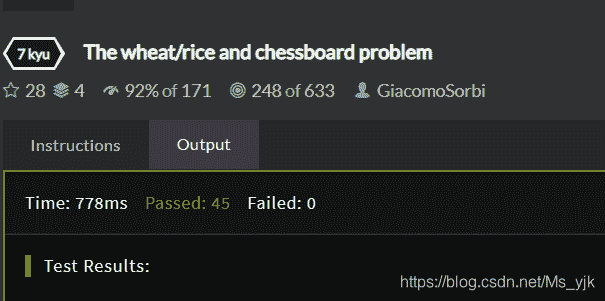 7 kyu The wheat/rice and chessboard problem
28 4 92% of 171 248 of 633 GiacomoSorbi
Instructions Output
Time: 778ms Passed: 45 Failed: 0
Test Results:
https://blog.csdn.net/Ms_yjk